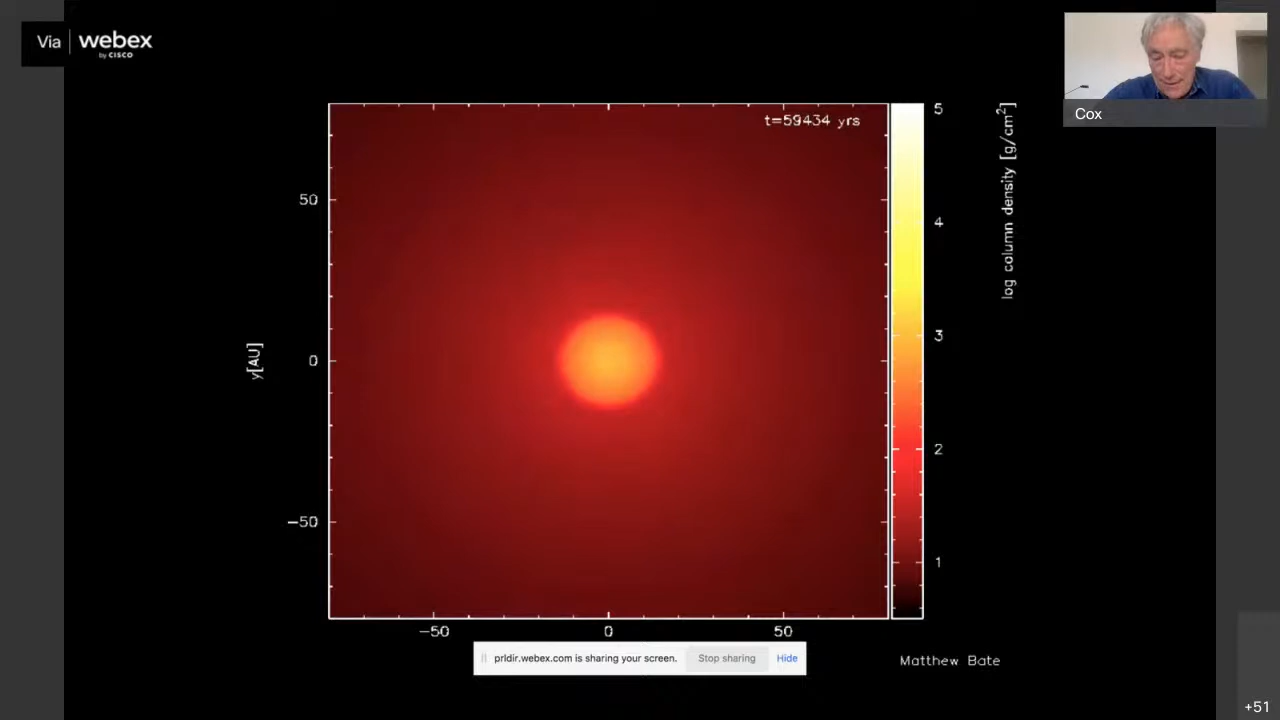 Via webex
by CISCO
Cox
t=59434 yrs
5
4
3
2
1
log column density [g/cm²]
y[AU]
50
0
−50
−50 0 50
prldir.webex.com is sharing your screen. Stop sharing Hide
Matthew Bate
+51